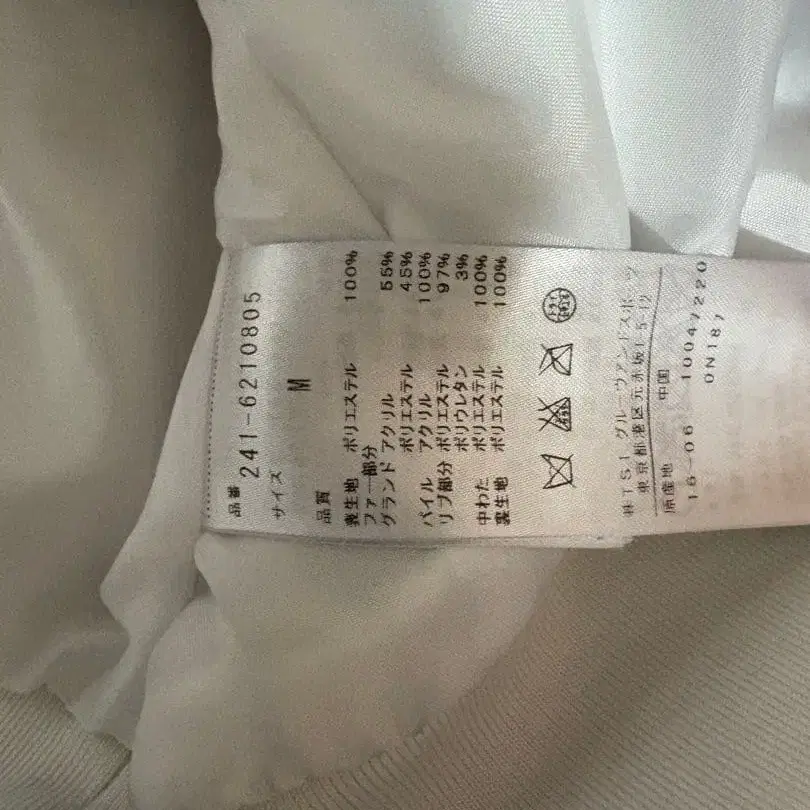 品番 241-6210805
サイズ M
品質
表生地 ポリエステル 100%
ファー部分
グランド アクリル 55%
ポリエステル 45%
パイル アクリル 100%
リブ部分 ポリエステル 97%
ポリウレタン 3%
中わた ポリエステル 100%
裏生地 ポリエステル 100%
ドライ
㈱TSI グルーヴァンドスポーツ
東京都港区元赤坂1-5-12
原産地 中国
16-06 10047220
0N187